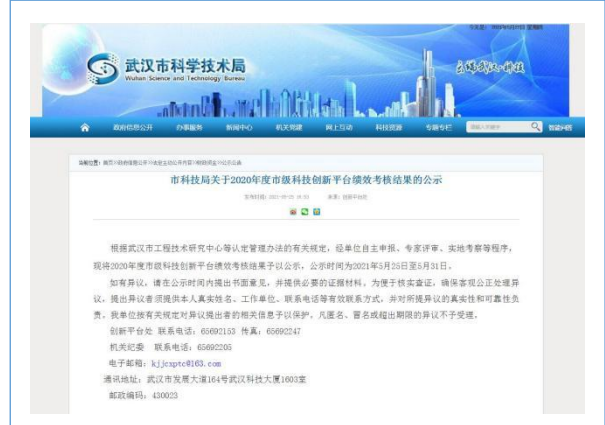 武汉市科学技术局
Wuhan Science and Technology Bureau
政府信息公开 办事服务 新闻中心 机关党建 网上互动 科技资源 专题专栏 智能问答
市科技局关于2020年度市级科技创新平台绩效考核结果的公示
根据武汉市工程技术研究中心等认定管理办法的有关规定，经单位自主申报、专家评审、实地考察等程序，
现将2020年度市级科技创新平台绩效考核结果予以公示，公示时间为2021年5月25日至5月31日。
如有异议，请在公示时间内提出书面意见，并提供必要的证据材料。为便于核实查证，确保客观公正处理异
议，提出异议者须提供本人真实姓名、工作单位、联系电话等有效联系方式，并对所提异议的真实性和可靠性负
责。我单位按有关规定对异议提出者的相关信息予以保护。凡匿名、冒名或超出期限的异议不予受理。
创新平台处 联系电话：65692153 传真：65692247
机关纪委 联系电话：65692205
电子邮箱：kjjcxptc@163.com
通讯地址：武汉市发展大道164号武汉科技大厦1603室
邮政编码：430023